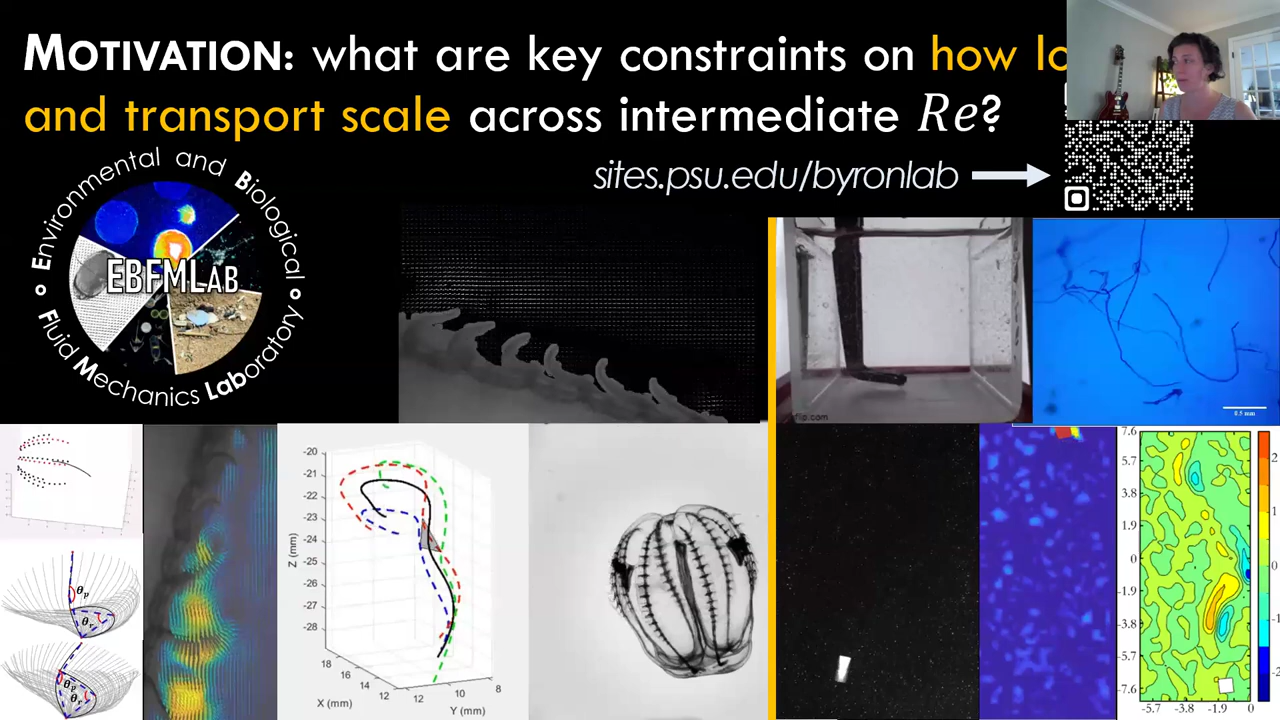 MOTIVATION: what are key constraints on how lo
and transport scale across intermediate Re?
sites.psu.edu/byronlab
Environmental and Biological
Fluid Mechanics Laboratory
EBFMLAB
0.5 mm
-20
-21
-22
-23
-24
-25
-26
-27
-28
Z (mm)
18
16
14
12
X (mm)
12
10
8
Y (mm)
θp
θr
θp
θr
7.6
5.7
3.8
1.9
0
-1.9
-3.8
-5.7
-7.6
-5.7 -3.8 -1.9 0
2
1
0
-1
-2